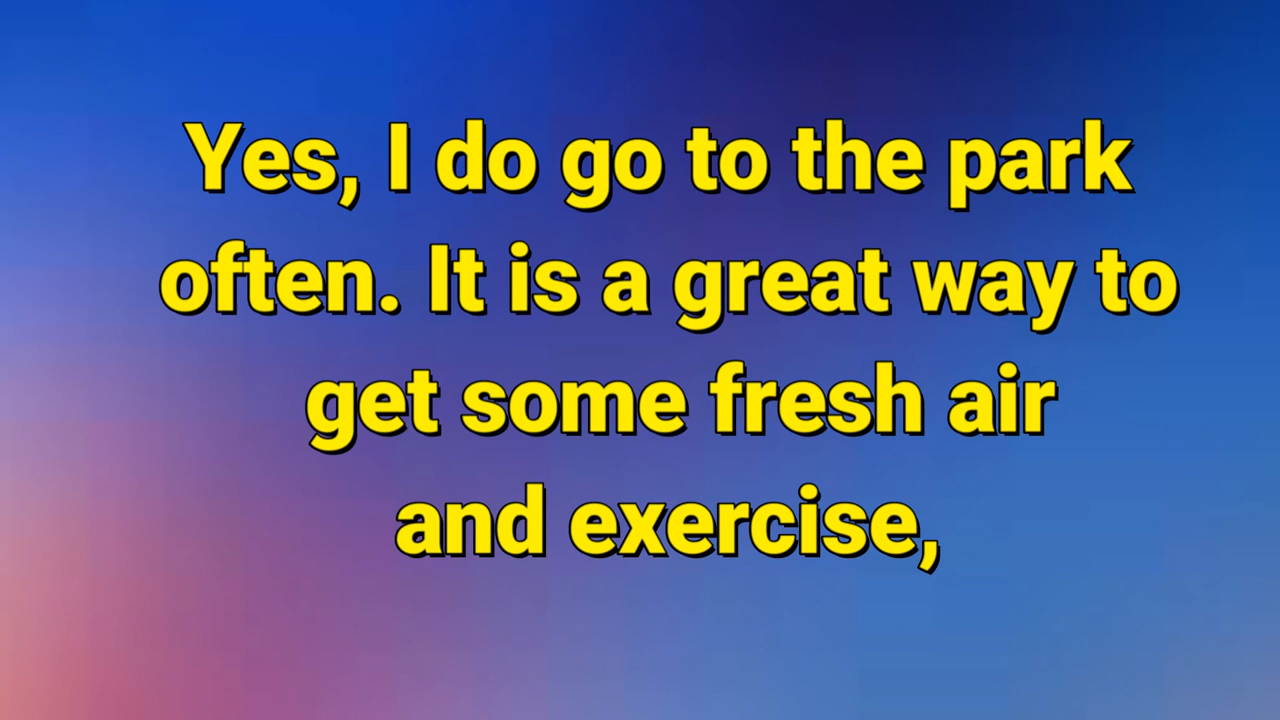 Yes, I do go to the park
often. It is a great way to
get some fresh air
and exercise,